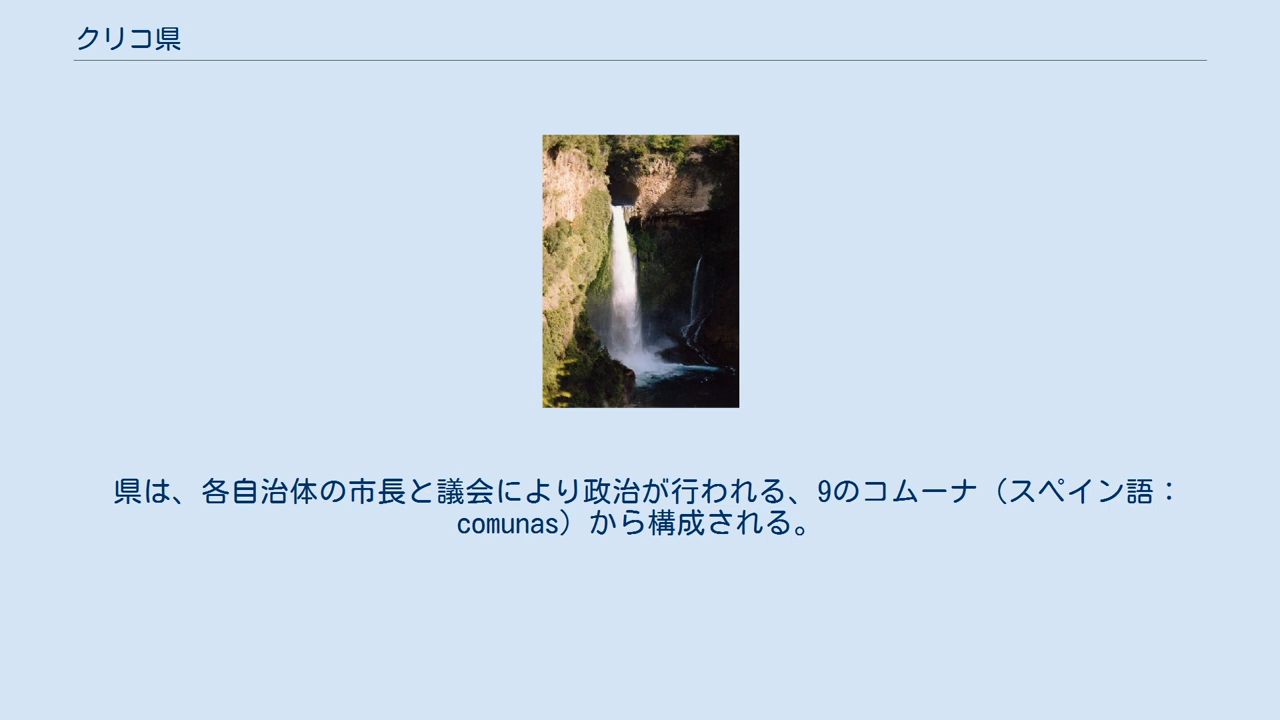 クリコ県
県は、各自治体の市長と議会により政治が行われる、9のコムーナ（スペイン語：
comunas）から構成される。